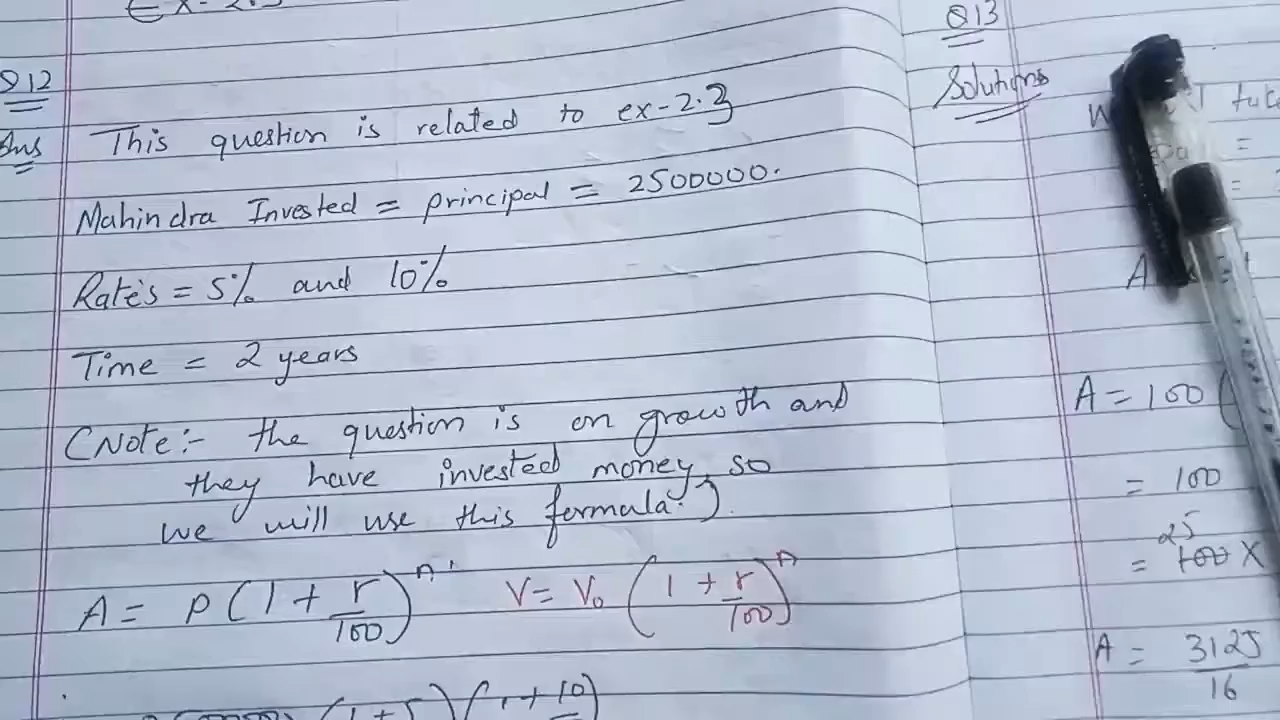 Q12
Ans This question is related to ex-2.3
Mahindra Invested = principal = 2500000.
Rate's = 5% and 10%
Time = 2 years
(Note:- the question is on growth and
they have invested money, so
we will use this formula.)
A = P(1 + r/100)^n V = V₀(1 + r/100)^n
Q13
Solutions
A = 100 (
= 100
25
= 100 X
A = 3125/16